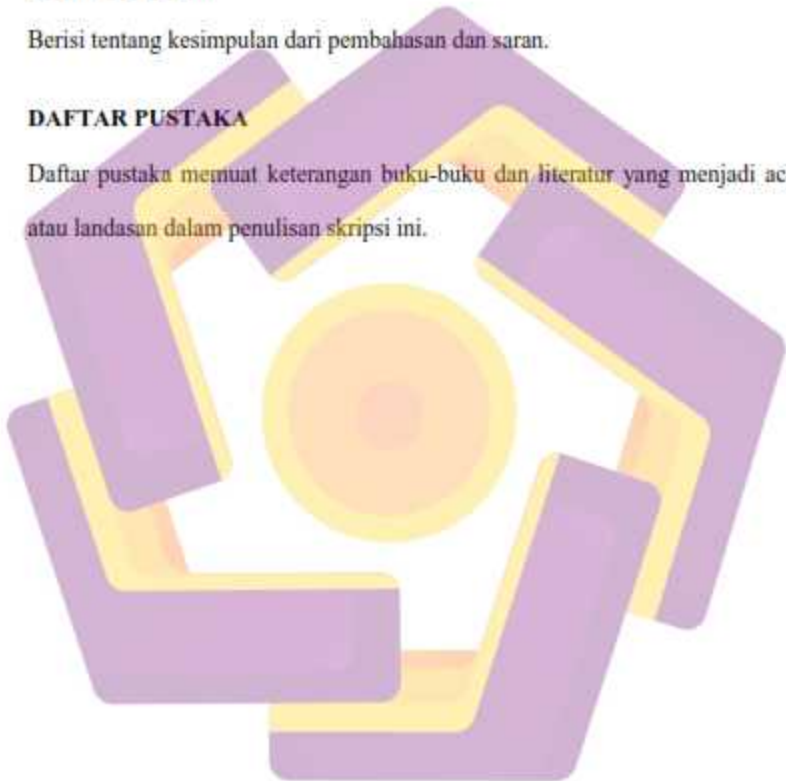 Berisi tentang kesimpulan dari pembahasan dan saran.
DAFTAR PUSTAKA
Daftar pustaka memuat keterangan buku-buku dan literatur yang menjadi ac
atau landasan dalam penulisan skripsi ini.